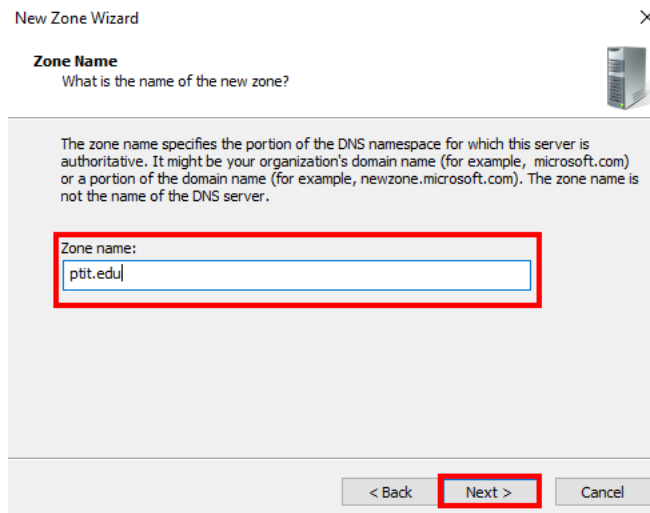 New Zone Wizard
Zone Name
What is the name of the new zone?
The zone name specifies the portion of the DNS namespace for which this server is
authoritative. It might be your organization's domain name (for example, microsoft.com)
or a portion of the domain name (for example, newzone.microsoft.com). The zone name is
not the name of the DNS server.
Zone name:
ptit.edu
< Back Next > Cancel